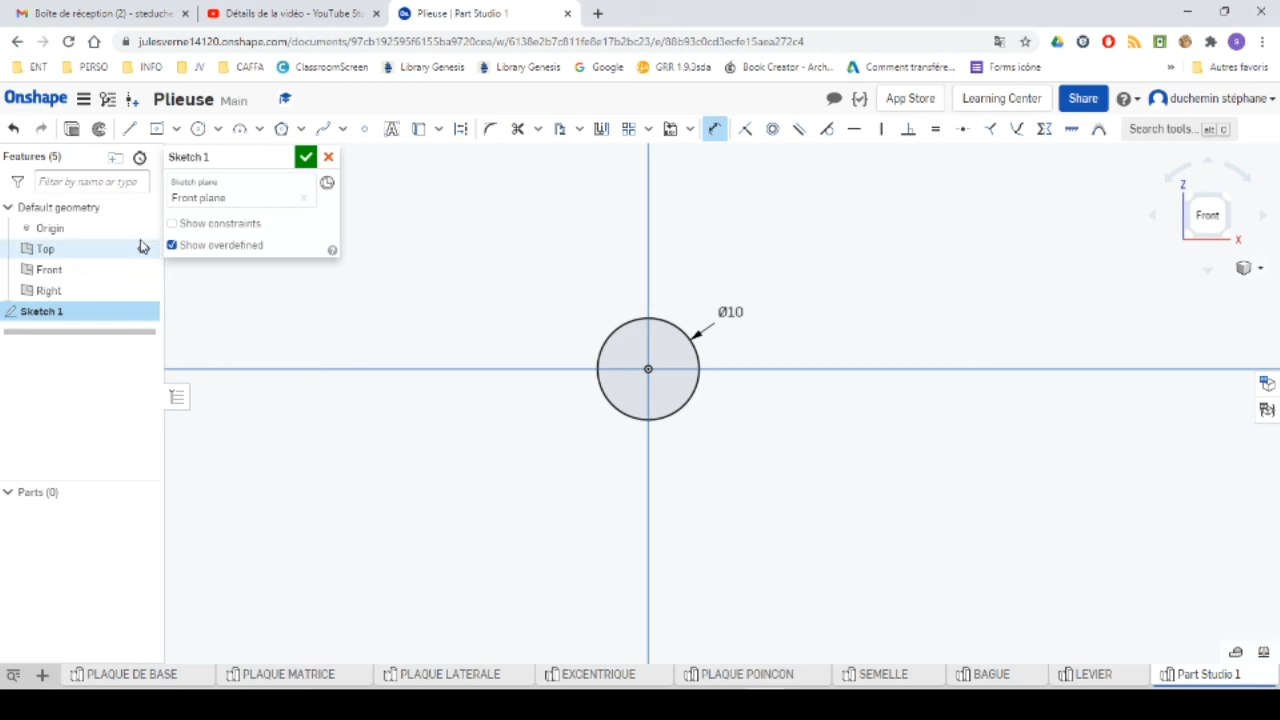 Boîte de réception (2) - steduche
Détails de la vidéo - YouTube St
Plieuse | Part Studio 1
julesverne14120.onshape.com/documents/97cb192595f6155ba9720cea/w/6138e2b7c811fe8e17b2bc23/e/88b93c0cd3ecfe15aea272c4
ENT PERSO INFO JV CAFFA ClassroomScreen Library Genesis Library Genesis Google GRR 1.9.3sda Book Creator - Arch... Comment transfére... Forms icône » Autres favoris
Onshape Plieuse Main App Store Learning Center Share duchemin stéphane
Search tools... alt C
Features (5)
Filter by name or type
Default geometry
Origin
Top
Front
Right
Sketch 1
Parts (0)
Sketch 1
Sketch plane
Front plane
Show constraints
Show overdefined
Ø10
Z
Front
X
PLAQUE DE BASE PLAQUE MATRICE PLAQUE LATERALE EXCENTRIQUE PLAQUE POINCON SEMELLE BAGUE LEVIER Part Studio 1